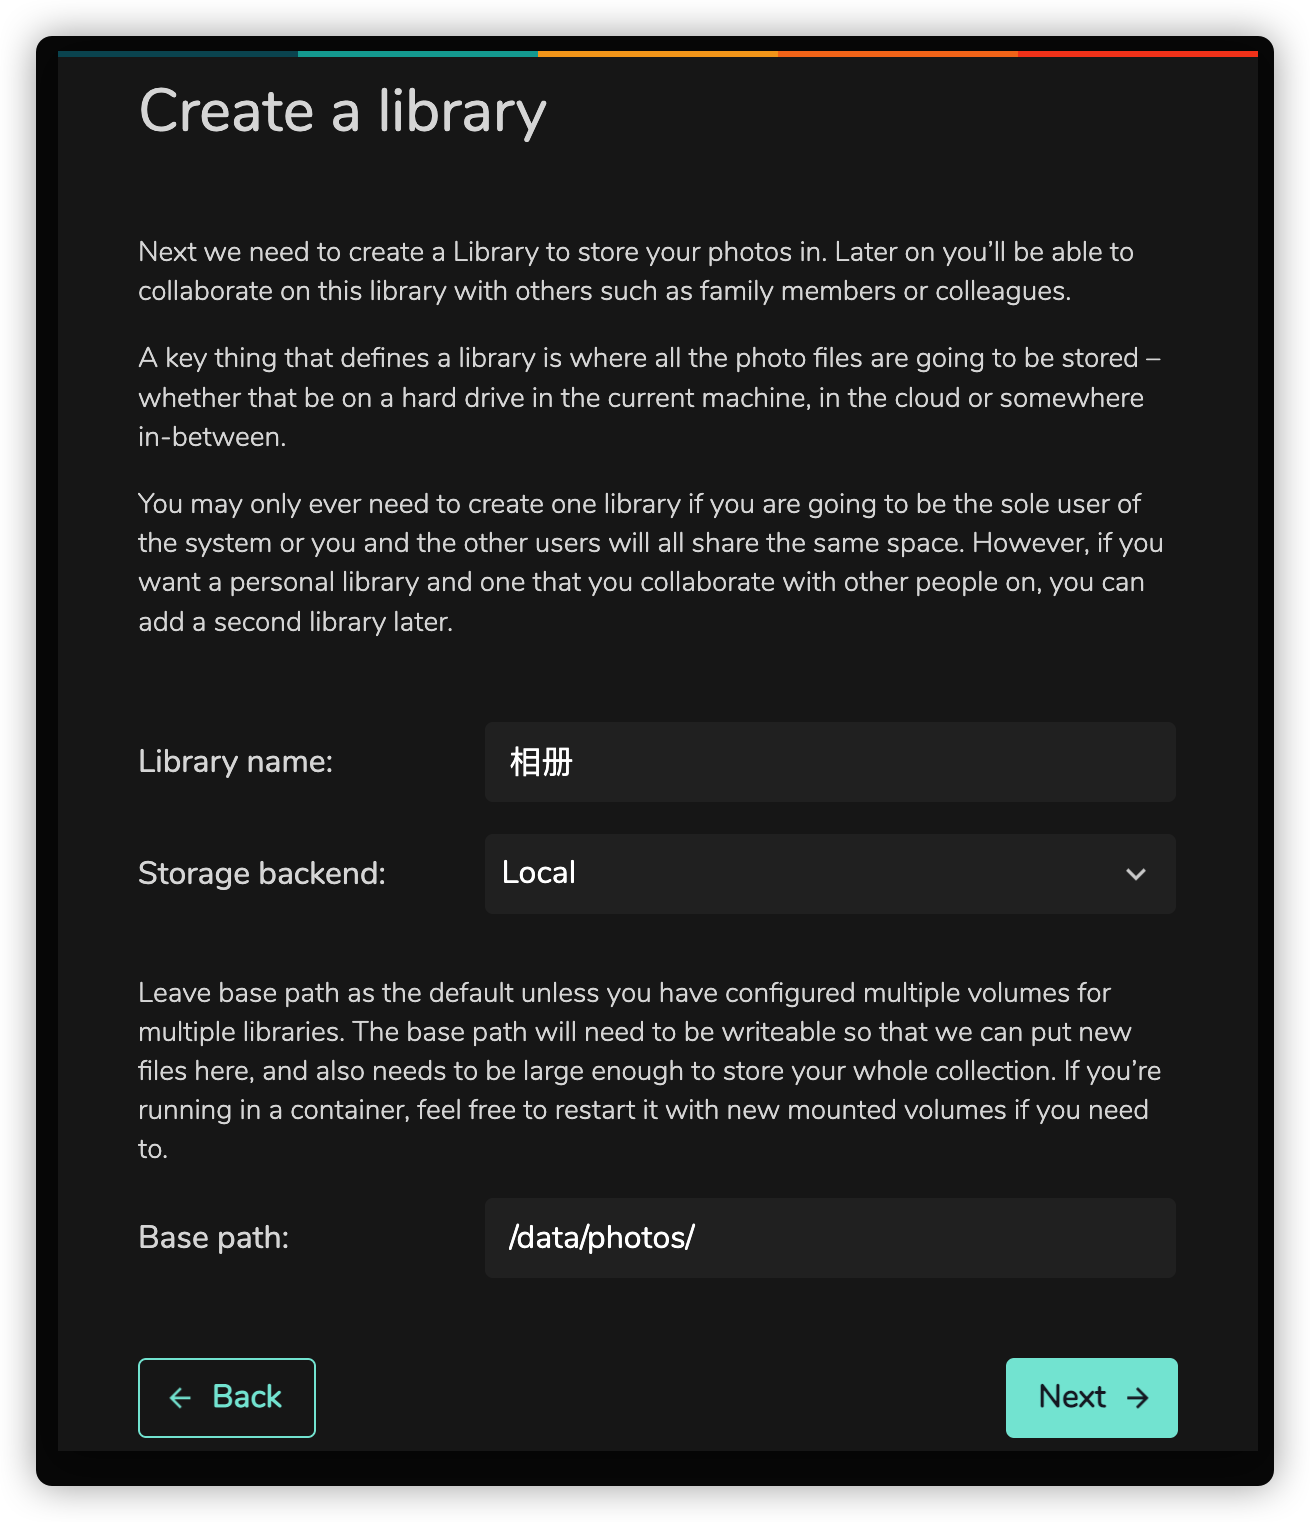 Create a library
Next we need to create a Library to store your photos in. Later on you’ll be able to
collaborate on this library with others such as family members or colleagues.
A key thing that defines a library is where all the photo files are going to be stored –
whether that be on a hard drive in the current machine, in the cloud or somewhere
in-between.
You may only ever need to create one library if you are going to be the sole user of
the system or you and the other users will all share the same space. However, if you
want a personal library and one that you collaborate with other people on, you can
add a second library later.
Library name:
相册
Storage backend:
Local
Leave base path as the default unless you have configured multiple volumes for
multiple libraries. The base path will need to be writeable so that we can put new
files here, and also needs to be large enough to store your whole collection. If you’re
running in a container, feel free to restart it with new mounted volumes if you need
to.
Base path:
/data/photos/
Back
Next